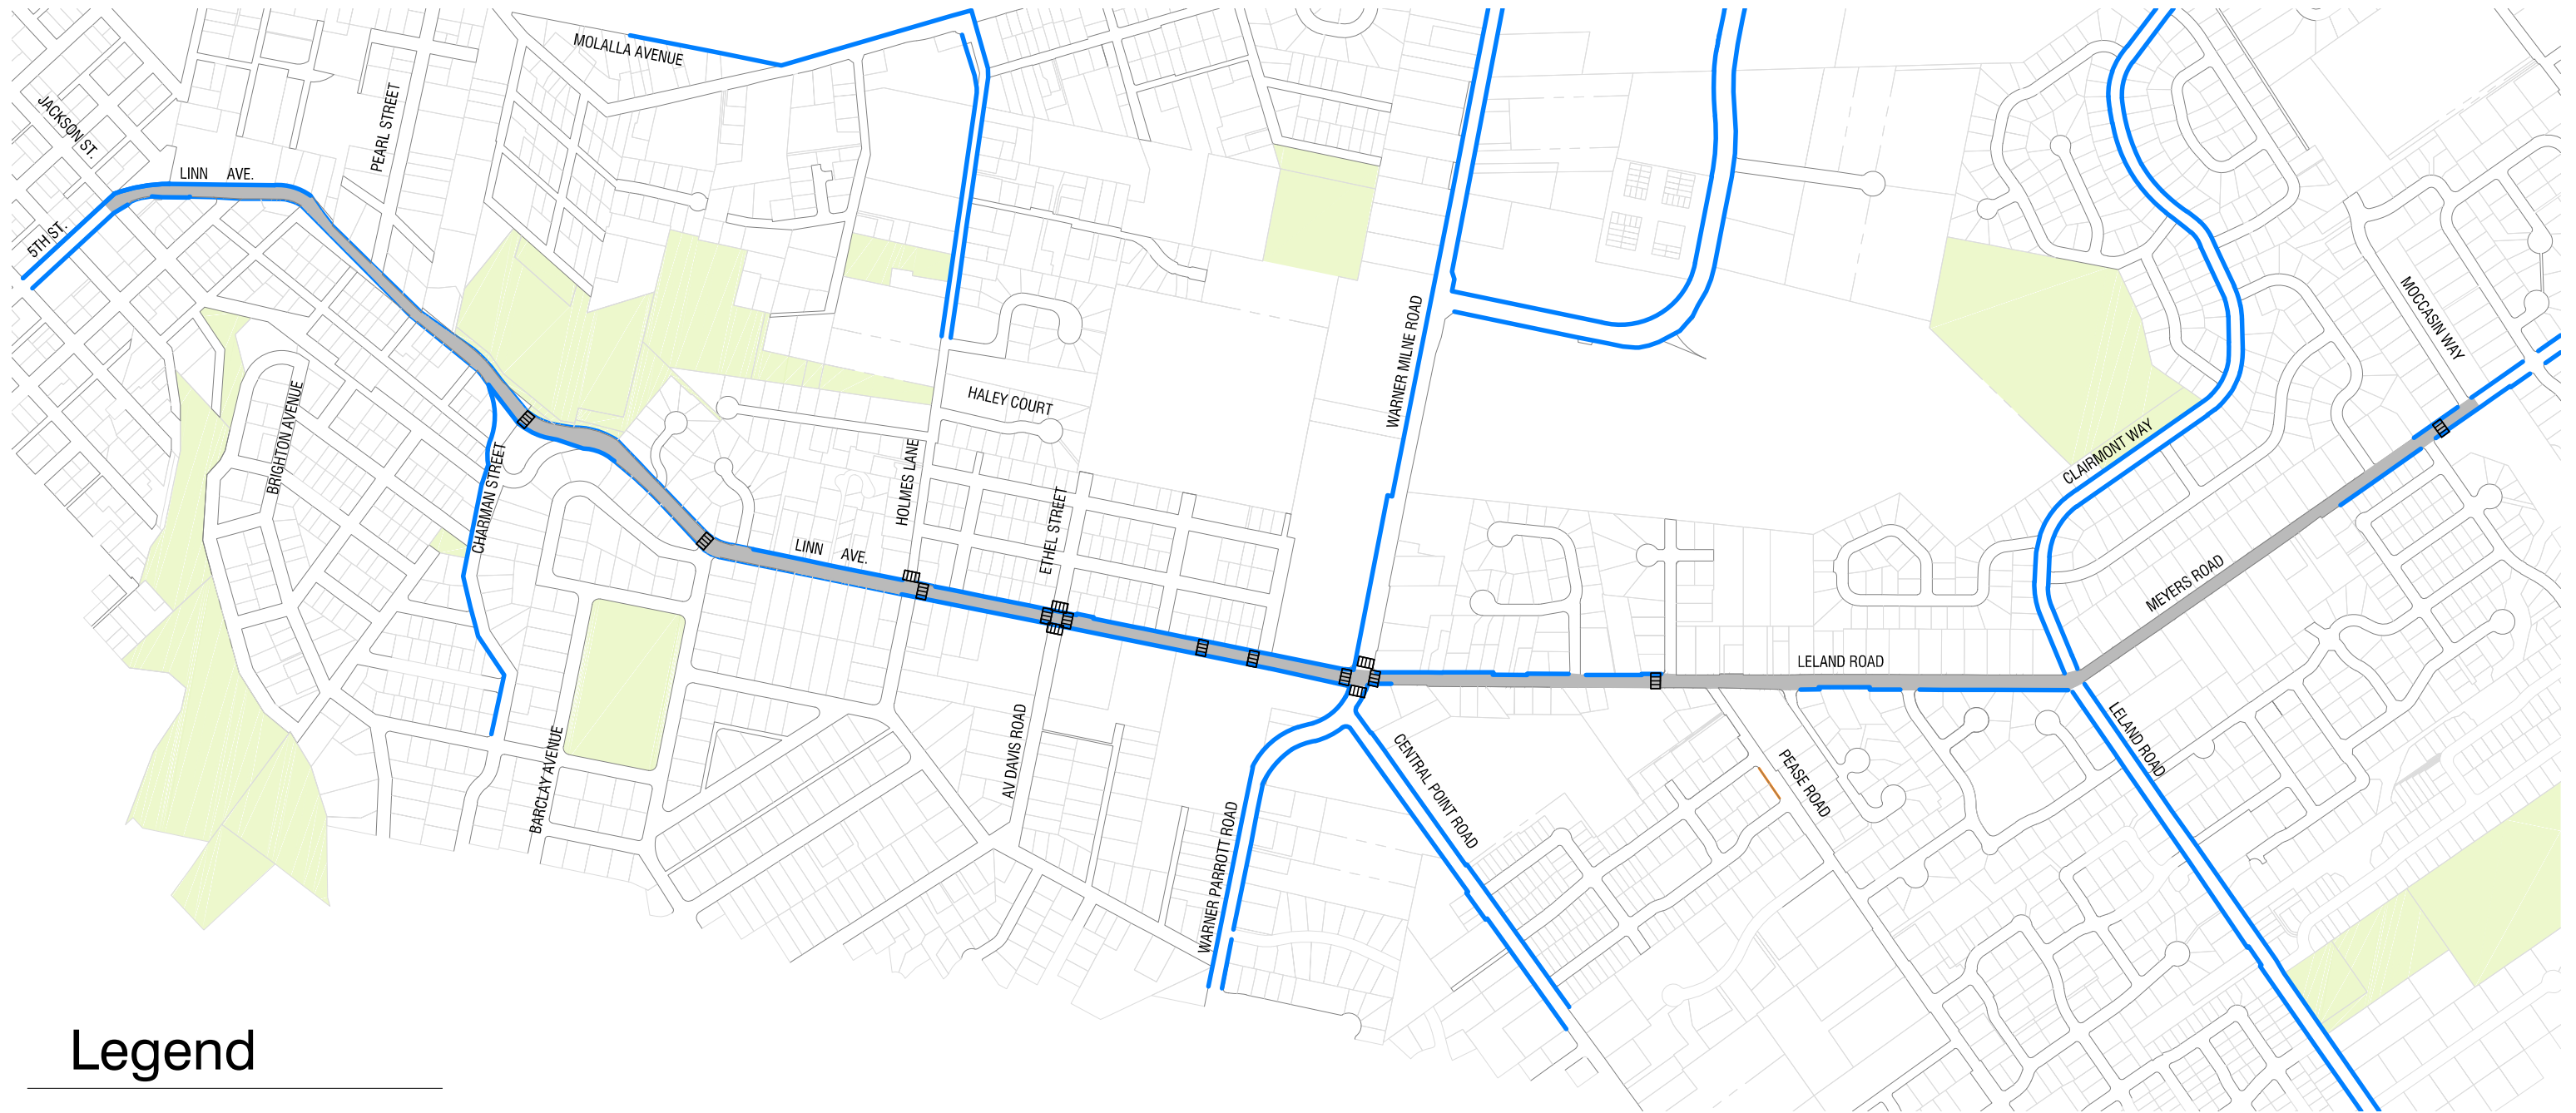 MOLALLA AVENUE
JACKSON ST.
PEARL STREET
LINN AVE.
5TH ST.
WARNER MILNE ROAD
MOCCASIN WAY
BRIGHTON AVENUE
HALEY COURT
CLAIRMONT WAY
CHARMAN STREET
HOLMES LANE
ETHEL STREET
LINN AVE.
MEYERS ROAD
LELAND ROAD
LELAND ROAD
AV DAVIS ROAD
BARCLAY AVENUE
CENTRAL POINT ROAD
PEASE ROAD
WARNER PARROTT ROAD
Legend